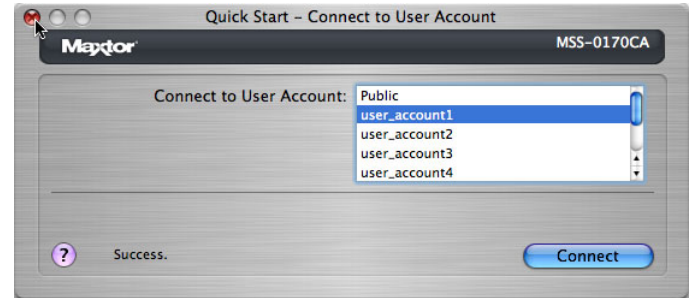 Quick Start – Connect to User Account
Maxtor MSS-0170CA
Connect to User Account: Public
user_account1
user_account2
user_account3
user_account4
? Success. Connect